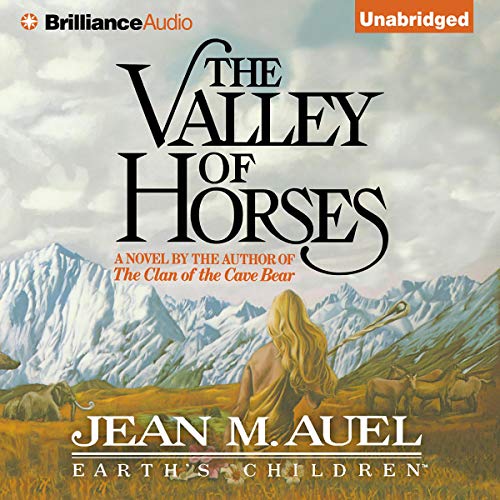 BrillianceAudio
Unabridged
THE
VALLEY
OF
HORSES
A NOVEL BY THE AUTHOR OF
The Clan of the Cave Bear
JEAN M. AUEL
EARTH'S CHILDREN™